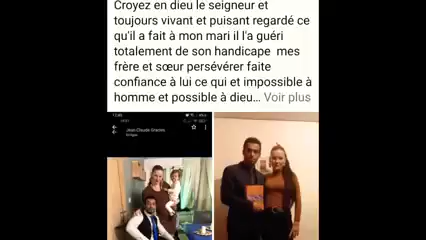 Croyez en dieu le seigneur et
toujours vivant et puisant regardé ce
qu'il a fait à mon mari il l'a guéri
totalement de son handicape mes
frère et sœur persévérer faite
confiance à lui ce qui et impossible à
homme et possible à dieu... Voir plus
Jean-Claude